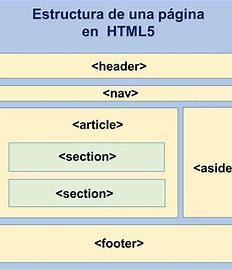 Estructura de una página
en HTML5
<header>
<nav>
<article>
<section>
<section>
<aside
<footer>